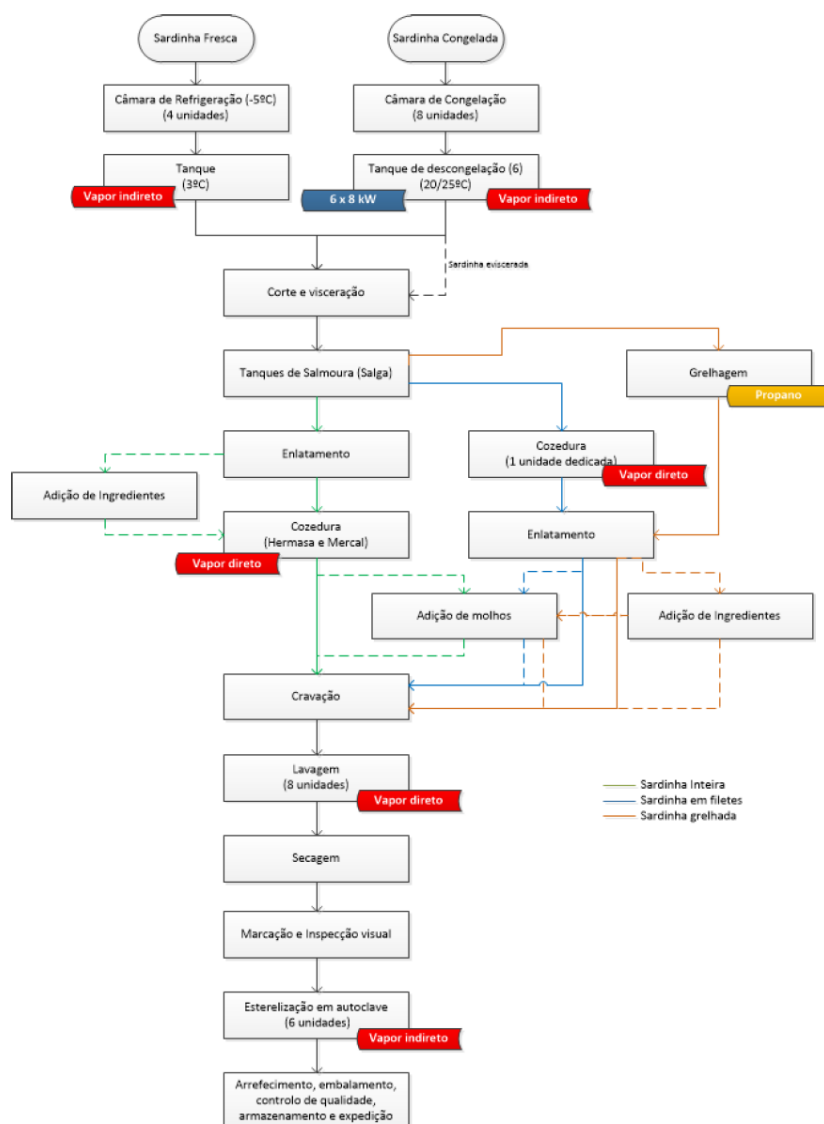 Sardinha Fresca
Sardinha Congelada
Câmara de Refrigeração (-5ºC)
(4 unidades)
Câmara de Congelação
(8 unidades)
Tanque
(3ºC)
Vapor indireto
Tanque de descongelação (6)
(20/25ºC)
6 x 8 kW
Vapor indireto
Sardinha eviscerada
Corte e visceração
Tanques de Salmoura (Salga)
Grelhagem
Propano
Enlatamento
Cozedura
(1 unidade dedicada)
Vapor direto
Adição de Ingredientes
Cozedura
(Hermasa e Mercal)
Vapor direto
Enlatamento
Adição de molhos
Adição de Ingredientes
Cravação
Lavagem
(8 unidades)
Vapor direto
Sardinha Inteira
Sardinha em filetes
Sardinha grelhada
Secagem
Marcação e Inspecção visual
Esterelização em autoclave
(6 unidades)
Vapor indireto
Arrefecimento, embalamento,
controlo de qualidade,
armazenamento e expedição